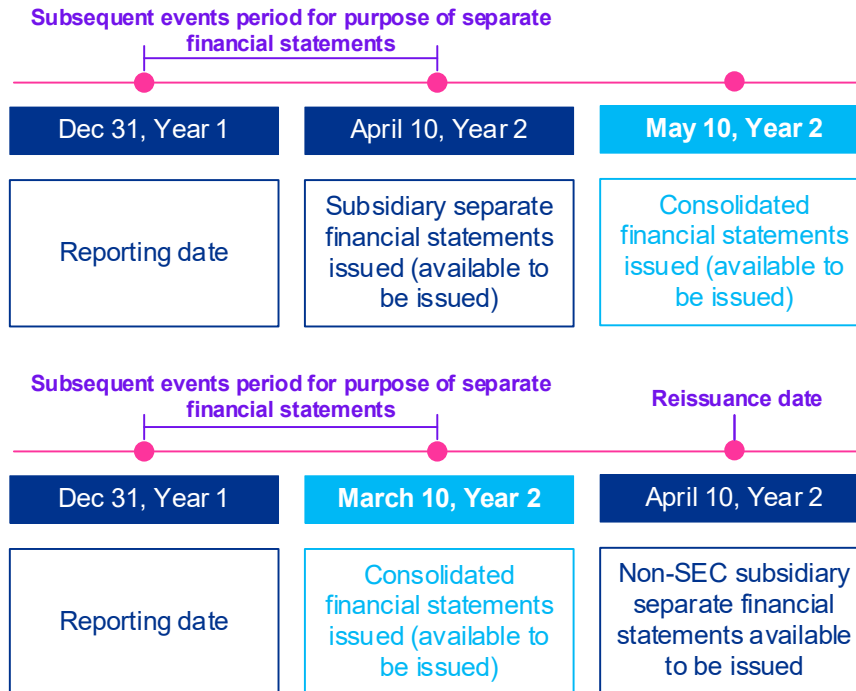 Subsequent events period for purpose of separate
financial statements
Dec 31, Year 1
April 10, Year 2
May 10, Year 2
Reporting date
Subsidiary separate
financial statements
issued (available to
be issued)
Consolidated
financial statements
issued (available to
be issued)
Subsequent events period for purpose of separate
financial statements
Reissuance date
Dec 31, Year 1
March 10, Year 2
April 10, Year 2
Reporting date
Consolidated
financial statements
issued (available to
be issued)
Non-SEC subsidiary
separate financial
statements available
to be issued